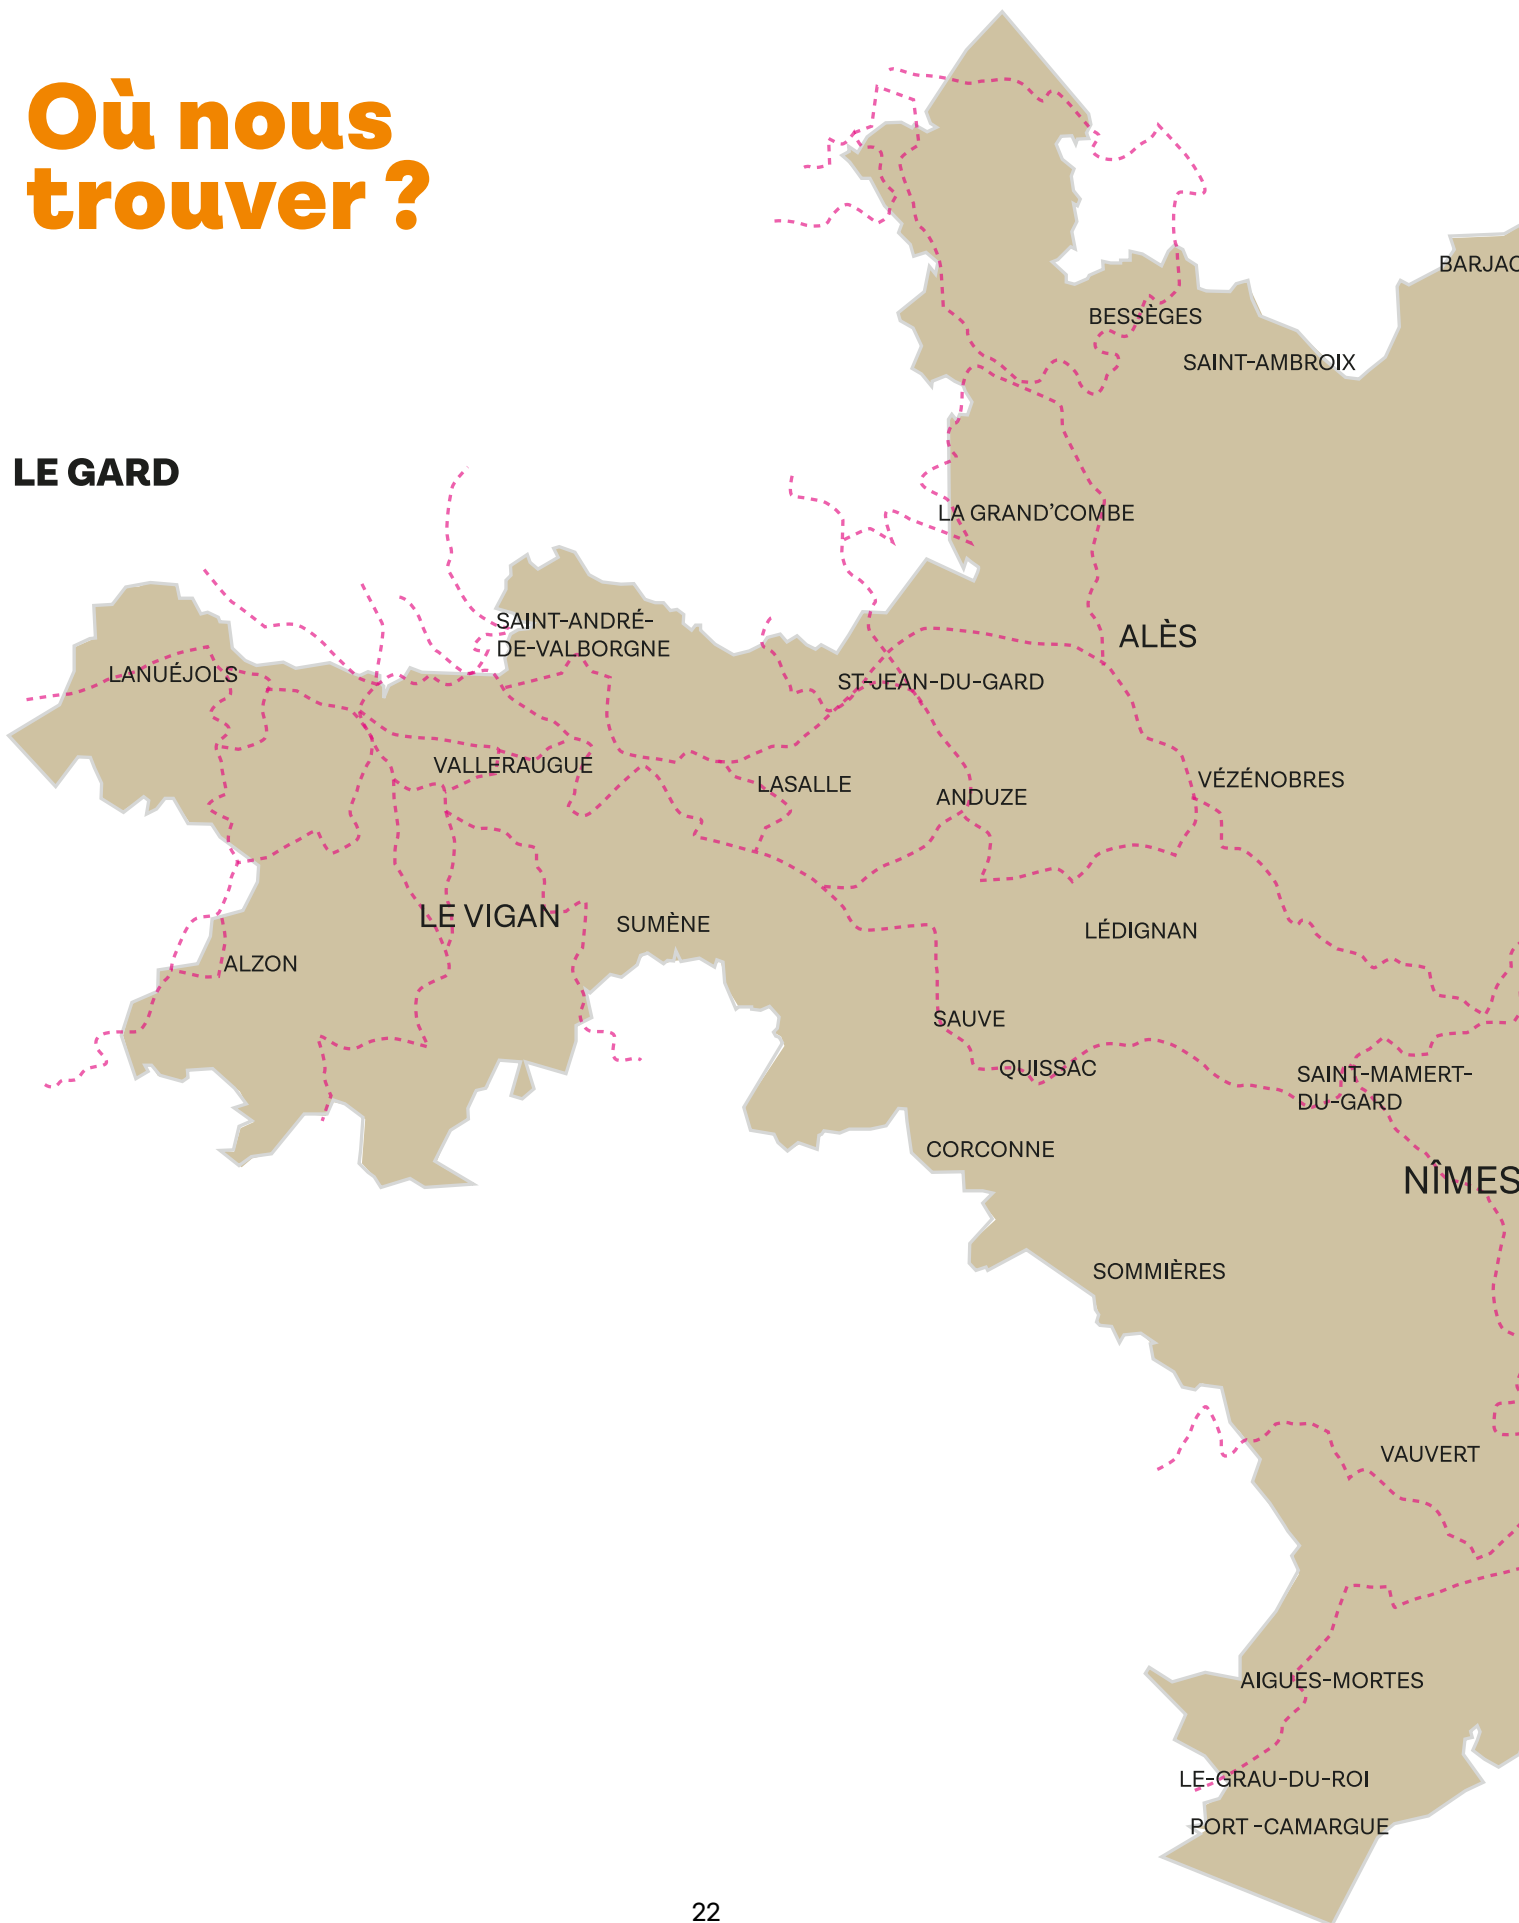 Où nous
trouver ?
BARJAC
BESSÈGES
SAINT-AMBROIX
LE GARD
LA GRAND'COMBE
SAINT-ANDRÉ-
DE-VALBORGNE
ALÈS
LANUÉJOLS
ST-JEAN-DU-GARD
VALLERAUGUE
LASALLE
ANDUZE
VÉZÉNOBRES
LE VIGAN
SUMÈNE
LÉDIGNAN
ALZON
SAUVE
QUISSAC
SAINT-MAMERT-
DU-GARD
CORCONNE
NÎMES
SOMMIÈRES
VAUVERT
AIGUES-MORTES
LE-GRAU-DU-ROI
PORT -CAMARGUE
22